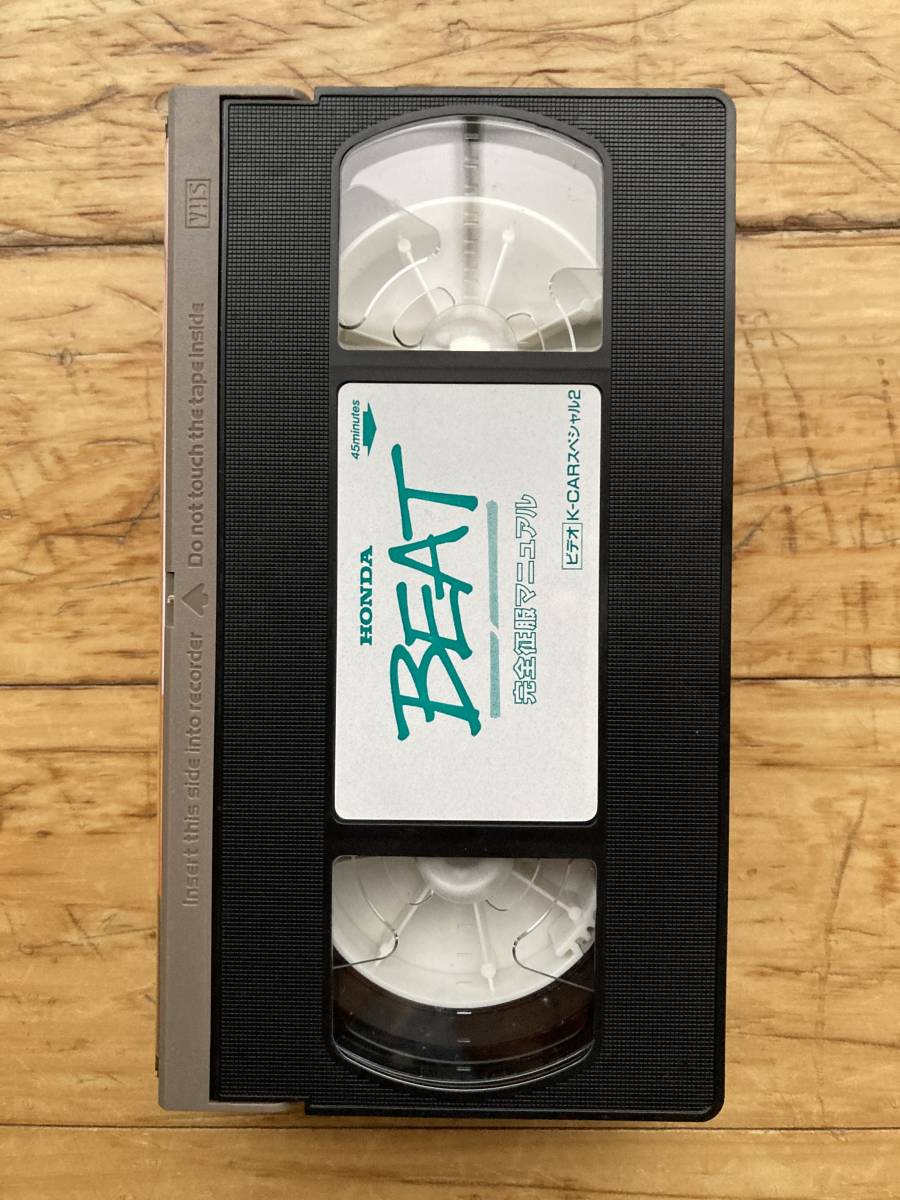 VHS
Insert this side into recorder Do not touch the tape inside
45minutes
HONDA
BEAT
完全征服マニュアル
ビデオ K-CARスペシャル2